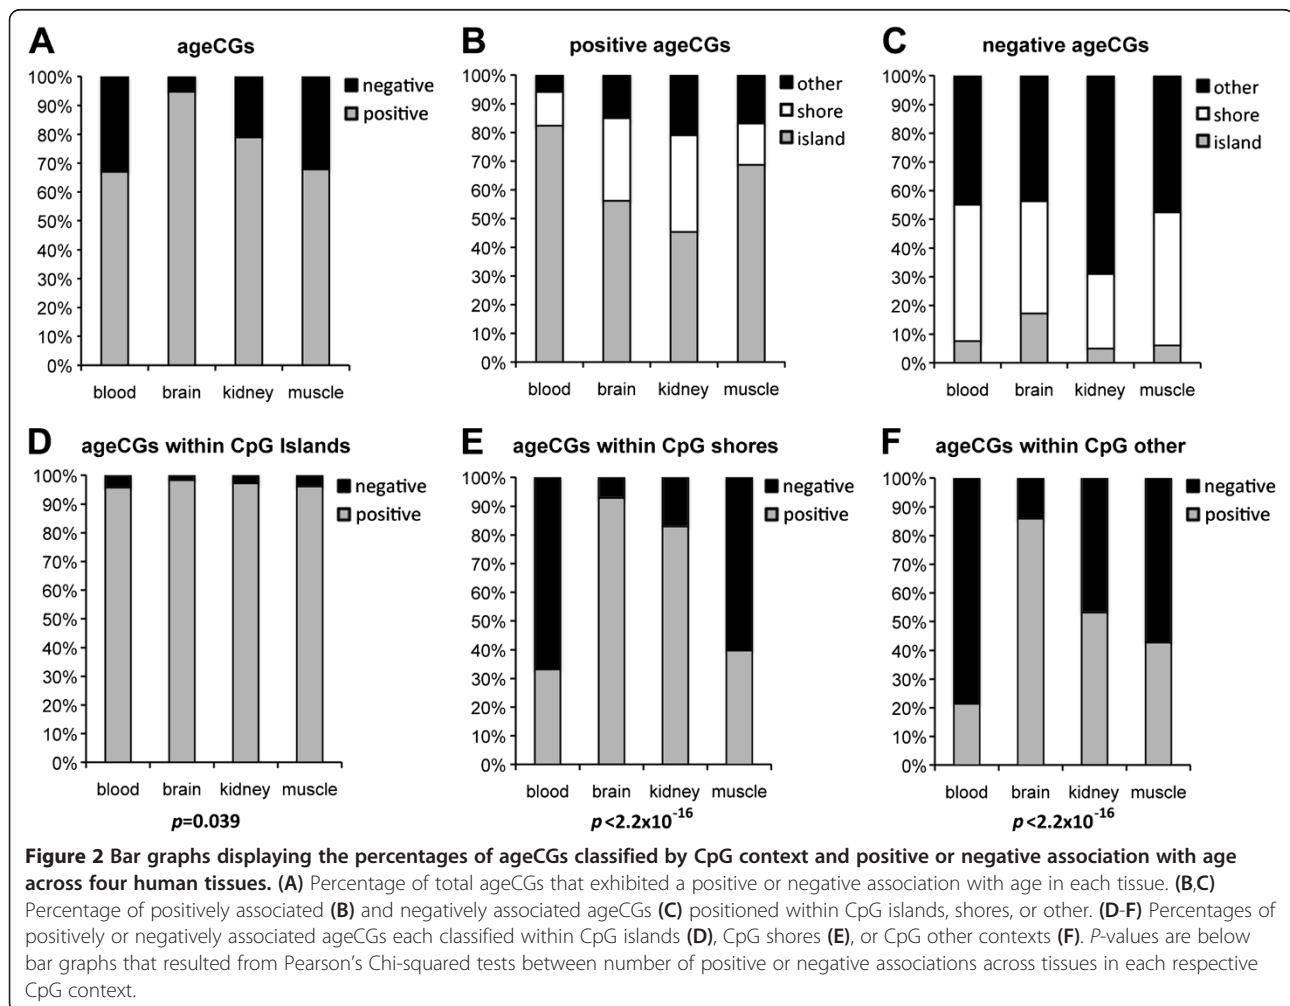 A
ageCGs
100%
90%
80%
70%
60%
50%
40%
30%
20%
10%
0%
negative
positive
blood brain kidney muscle
B
positive ageCGs
100%
90%
80%
70%
60%
50%
40%
30%
20%
10%
0%
other
shore
island
blood brain kidney muscle
C
negative ageCGs
100%
90%
80%
70%
60%
50%
40%
30%
20%
10%
0%
other
shore
island
blood brain kidney muscle
D
ageCGs within CpG Islands
100%
90%
80%
70%
60%
50%
40%
30%
20%
10%
0%
negative
positive
blood brain kidney muscle
p=0.039
E
ageCGs within CpG shores
100%
90%
80%
70%
60%
50%
40%
30%
20%
10%
0%
negative
positive
blood brain kidney muscle
p<2.2x10⁻¹⁶
F
ageCGs within CpG other
100%
90%
80%
70%
60%
50%
40%
30%
20%
10%
0%
negative
positive
blood brain kidney muscle
p<2.2x10⁻¹⁶
Figure 2 Bar graphs displaying the percentages of ageCGs classified by CpG context and positive or negative association with age
across four human tissues. (A) Percentage of total ageCGs that exhibited a positive or negative association with age in each tissue. (B,C)
Percentage of positively associated (B) and negatively associated ageCGs (C) positioned within CpG islands, shores, or other. (D-F) Percentages of
positively or negatively associated ageCGs each classified within CpG islands (D), CpG shores (E), or CpG other contexts (F). P-values are below
bar graphs that resulted from Pearson's Chi-squared tests between number of positive or negative associations across tissues in each respective
CpG context.